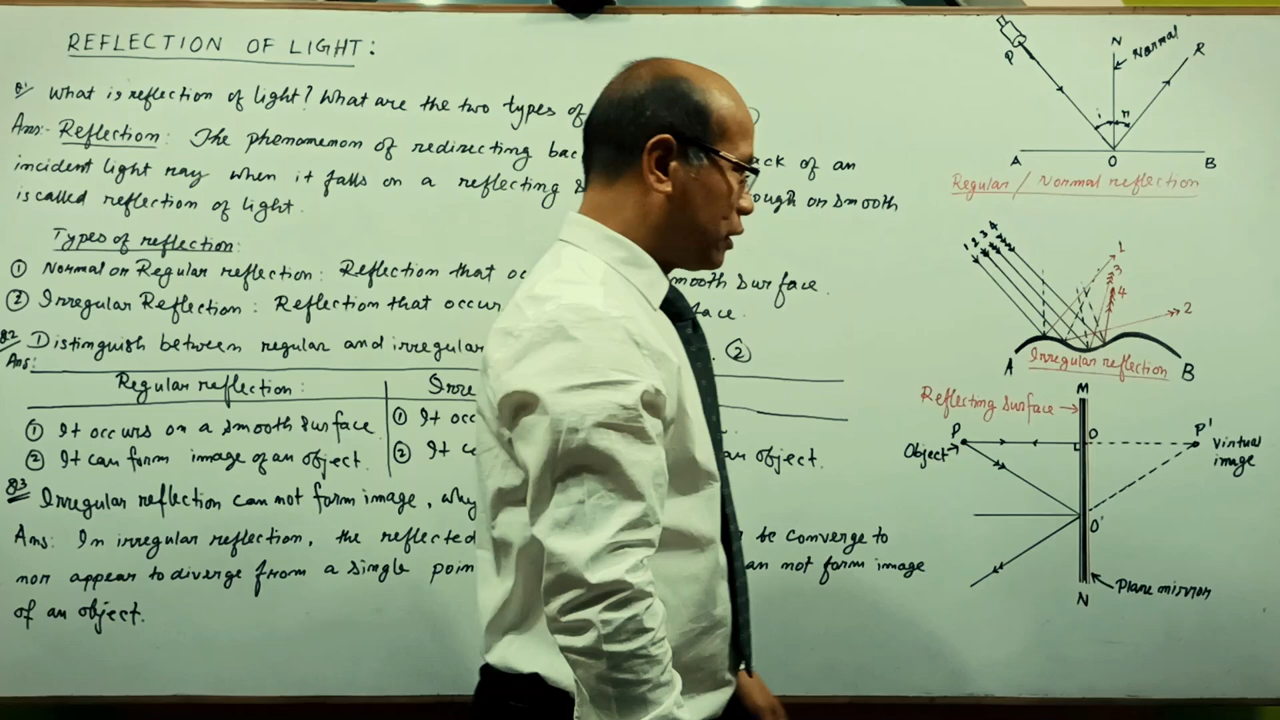 REFLECTION OF LIGHT:
Q1 What is reflection of light? What are the two types of
Ans:- Reflection: The phenomenon of redirecting bac ack of an
incident light ray when it falls on a reflecting s ough or smooth
is called reflection of light.
Types of reflection:
① Normal or Regular reflection: Reflection that oc mooth surface.
② Irregular Reflection: Reflection that occur face.
Q2 Distinguish between regular and irregular . ②
Ans:
Regular reflection: Irre
① It occurs on a smooth surface ① It occ
② It can form image of an object. ② It c an object.
Q3 Irregular reflection can not form image, why
Ans: In irregular reflection, the reflected be converge to
nor appear to diverge from a single poin an not form image
of an object.
P N Normal R
i r
A O B
Regular / Normal reflection
1 2 3 4 1
3
4 2
A Irregular reflection B
M
Reflecting surface
P O P'
Object Virtual
image
O'
Plane mirror
N